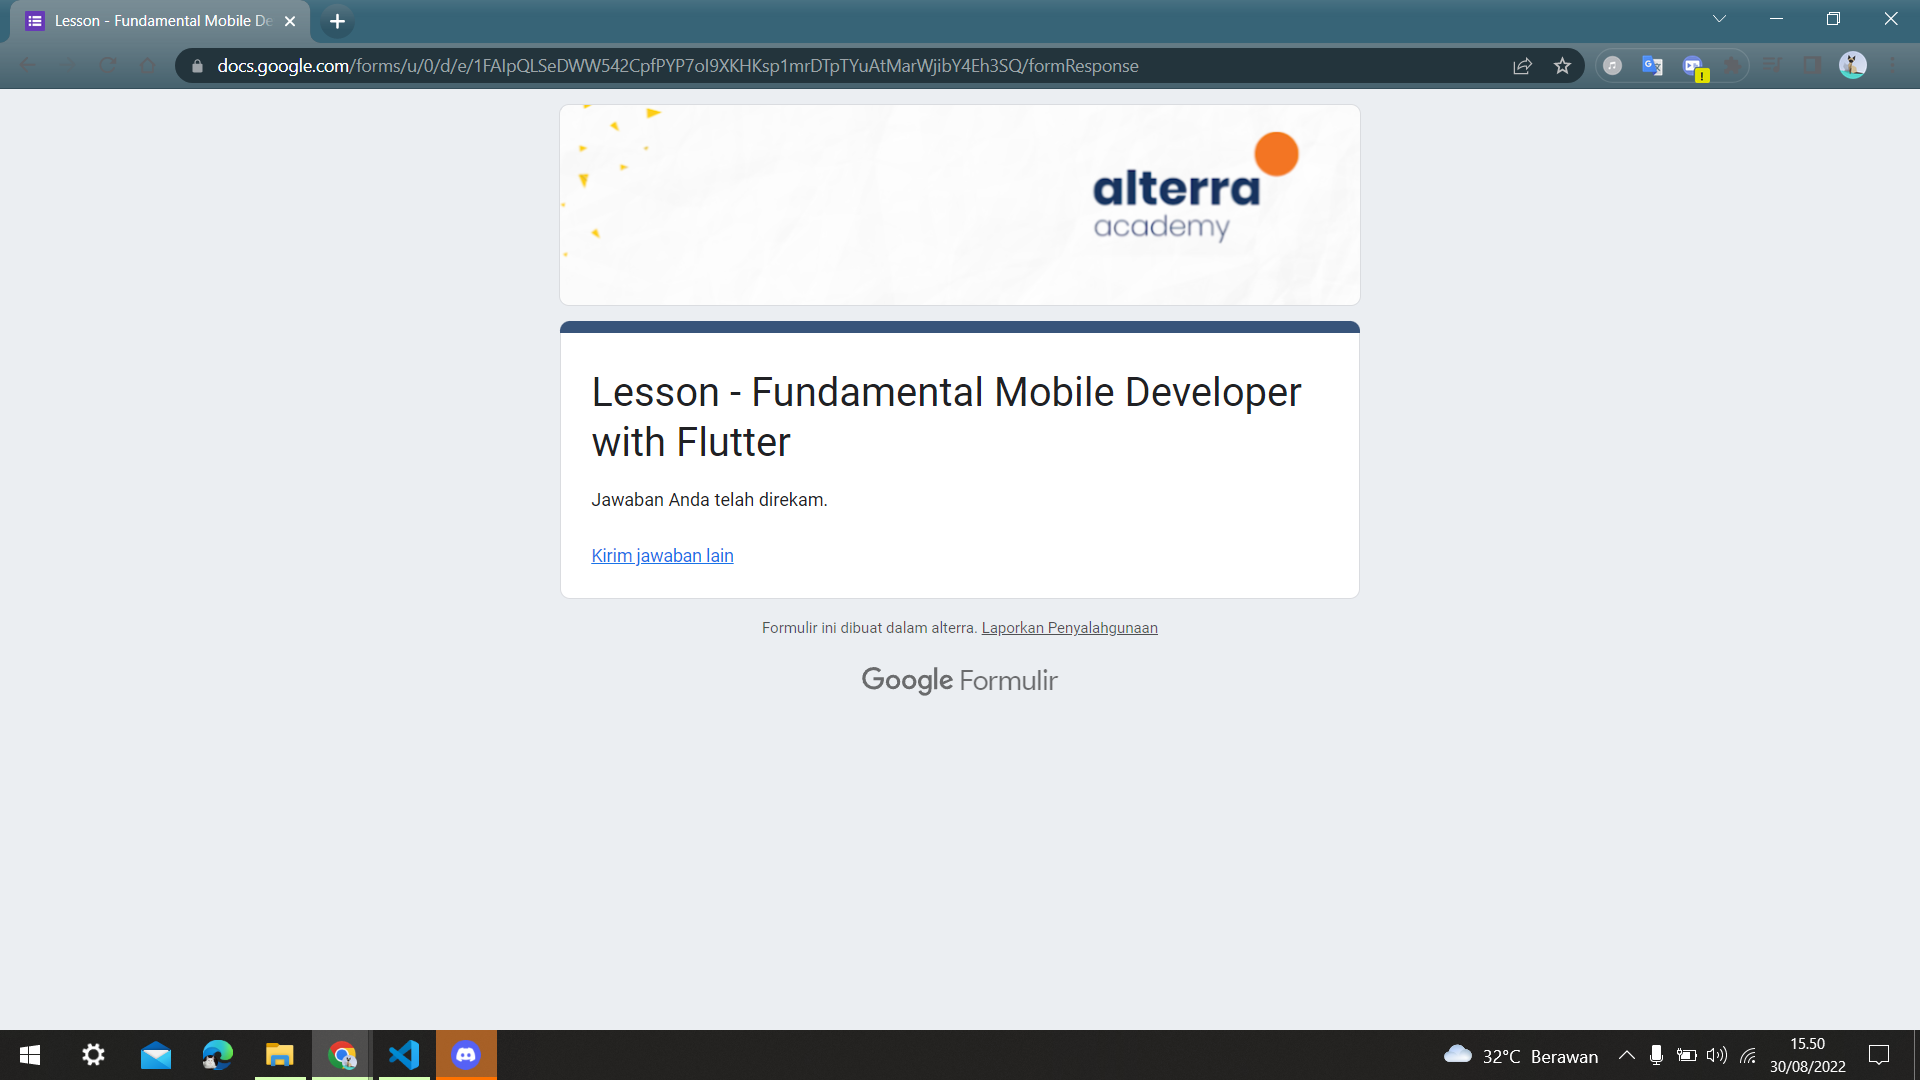 Lesson - Fundamental Mobile De
docs.google.com/forms/u/0/d/e/1FAIpQLSeDWW542CpfPYP7oI9XKHKsp1mrDTpTYuAtMarWjibY4Eh3SQ/formResponse
alterra
academy
Lesson - Fundamental Mobile Developer
with Flutter
Jawaban Anda telah direkam.
Kirim jawaban lain
Formulir ini dibuat dalam alterra. Laporkan Penyalahgunaan
Google Formulir
32°C Berawan
15.50
30/08/2022